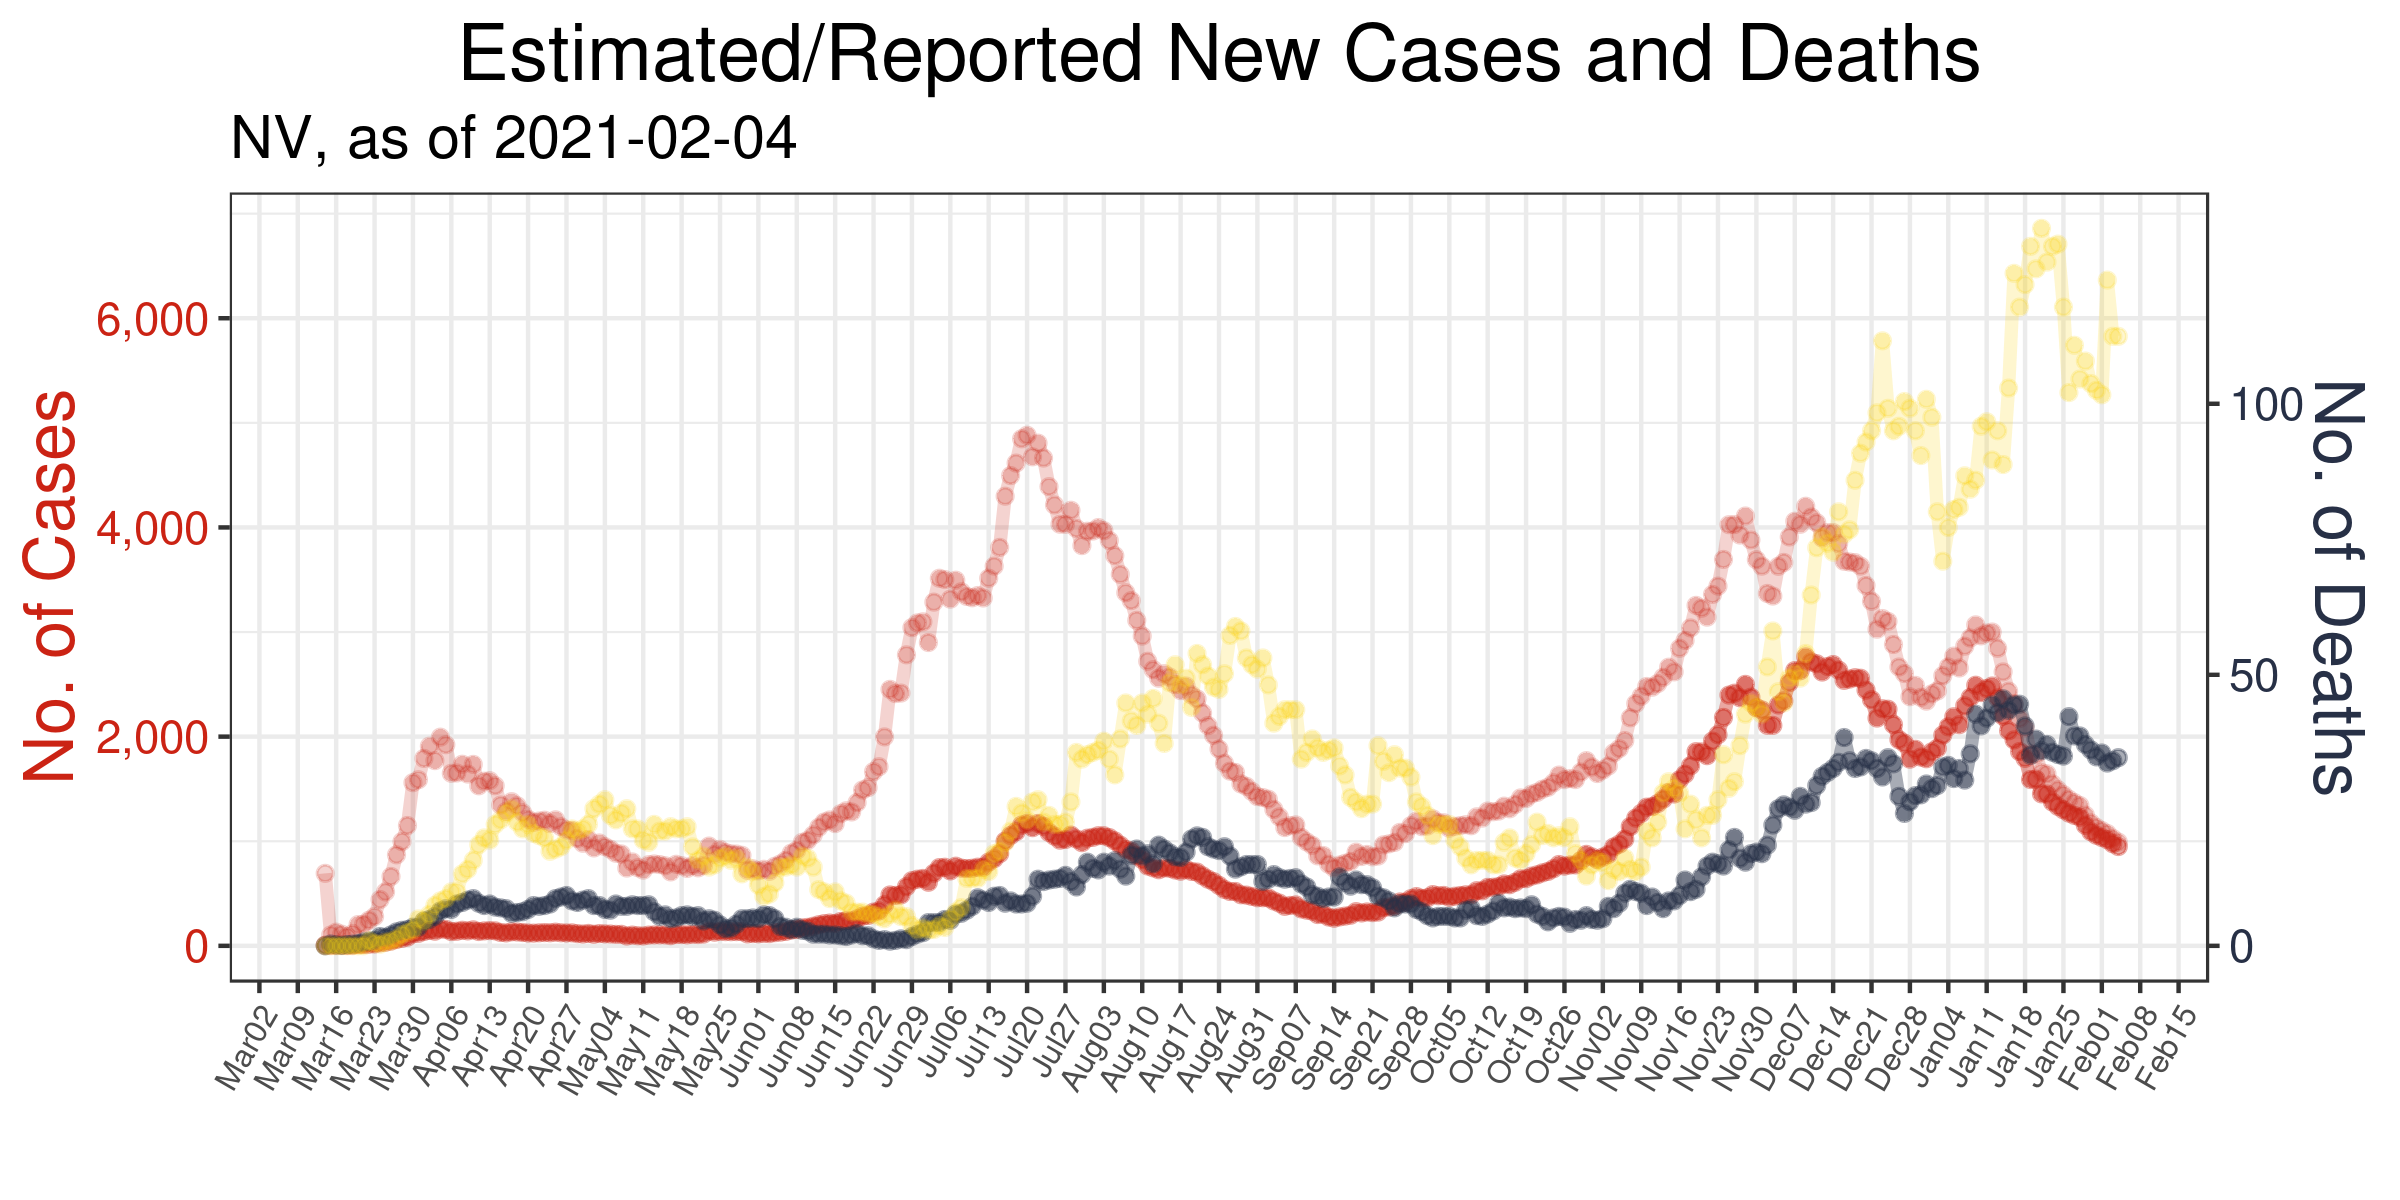 Estimated/Reported New Cases and Deaths
NV, as of 2021-02-04
No. of Cases
6,000
4,000
2,000
0
100
50
0
No. of Deaths
Mar02
Mar09
Mar16
Mar23
Mar30
Apr06
Apr13
Apr20
Apr27
May04
May11
May18
May25
Jun01
Jun08
Jun15
Jun22
Jun29
Jul06
Jul13
Jul20
Jul27
Aug03
Aug10
Aug17
Aug24
Aug31
Sep07
Sep14
Sep21
Sep28
Oct05
Oct12
Oct19
Oct26
Nov02
Nov09
Nov16
Nov23
Nov30
Dec07
Dec14
Dec21
Dec28
Jan04
Jan11
Jan18
Jan25
Feb01
Feb08
Feb15